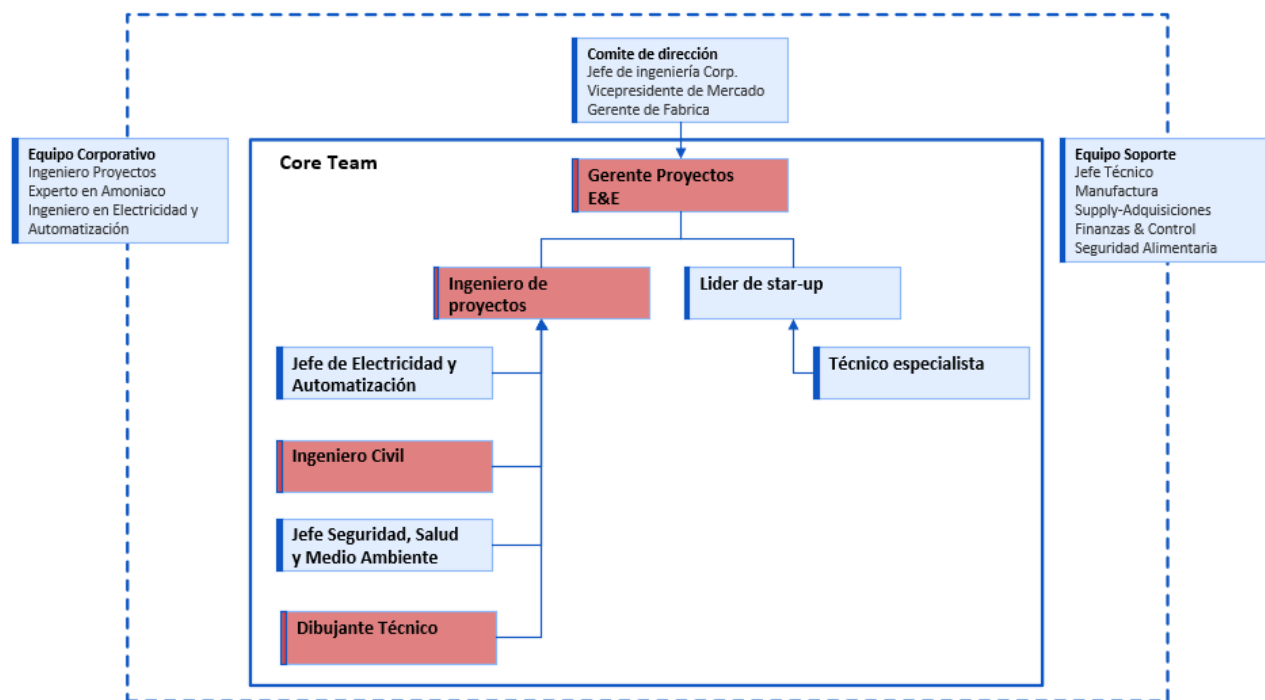 Comite de dirección
Jefe de ingeniería Corp.
Vicepresidente de Mercado
Gerente de Fabrica
Equipo Corporativo
Ingeniero Proyectos
Experto en Amoniaco
Ingeniero en Electricidad y
Automatización
Core Team
Gerente Proyectos
E&E
Equipo Soporte
Jefe Técnico
Manufactura
Supply-Adquisiciones
Finanzas & Control
Seguridad Alimentaria
Ingeniero de
proyectos
Lider de star-up
Jefe de Electricidad y
Automatización
Técnico especialista
Ingeniero Civil
Jefe Seguridad, Salud
y Medio Ambiente
Dibujante Técnico